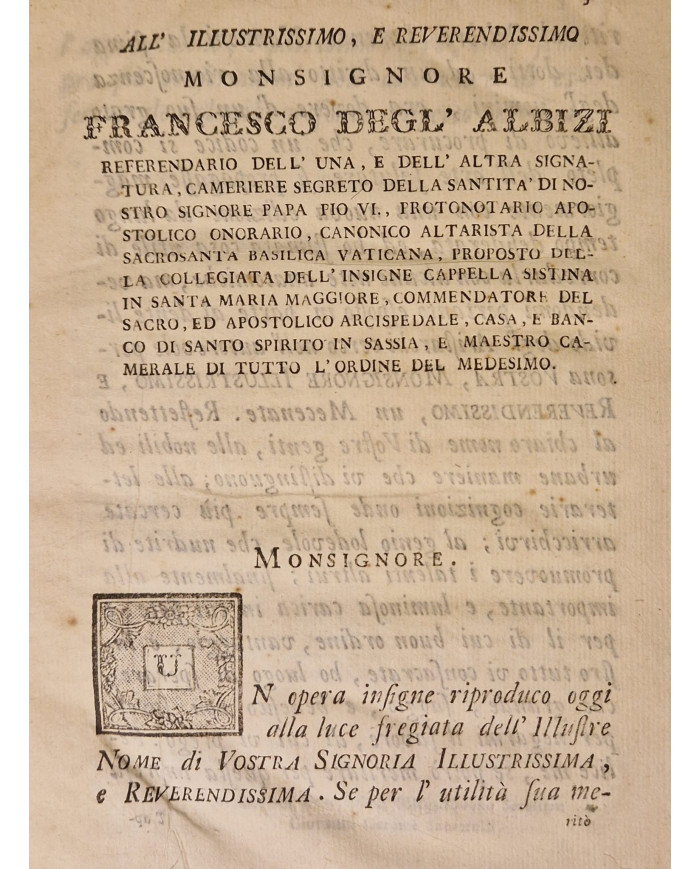 ALL' ILLUSTRISSIMO, E REVERENDISSIMO
MONSIGNORE
FRANCESCO DEGL' ALBIZI
REFERENDARIO DELL' UNA, E DELL' ALTRA SIGNA-
TURA, CAMERIERE SEGRETO DELLA SANTITA' DI NO-
STRO SIGNORE PAPA PIO VI., PROTONOTARIO APO-
STOLICO ONORARIO, CANONICO ALTARISTA DELLA
SACROSANTA BASILICA VATICANA, PROPOSTO DEL-
LA COLLEGIATA DELL' INSIGNE CAPPELLA SISTINA
IN SANTA MARIA MAGGIORE, COMMENDATORE DEL
SACRO, ED APOSTOLICO ARCISPEDALE, CASA, E BAN-
CO DI SANTO SPIRITO IN SASSIA, E MAESTRO CA-
MERALE DI TUTTO L'ORDINE DEL MEDESIMO.
MONSIGNORE.
UN opera inſigne riproduco oggi
alla luce fregiata dell' Illuſtre
NOME di VOSTRA SIGNORIA ILLUSTRISSIMA,
e REVERENDISSIMA. Se per l' utilità ſua me-
ritò